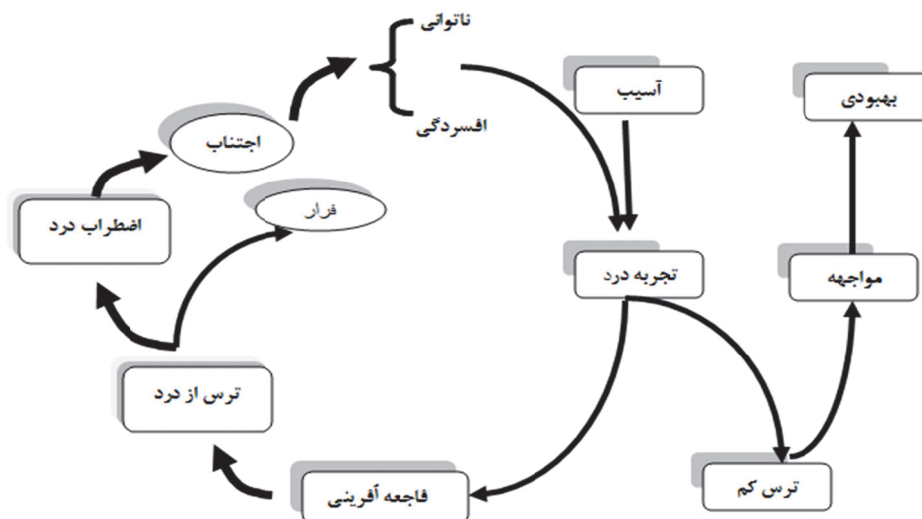 ناتوانی
آسیب
بهبودی
افسردگی
اجتناب
فرار
اضطراب درد
تجربه درد
مواجهه
ترس از درد
ترس کم
فاجعه آفرینی